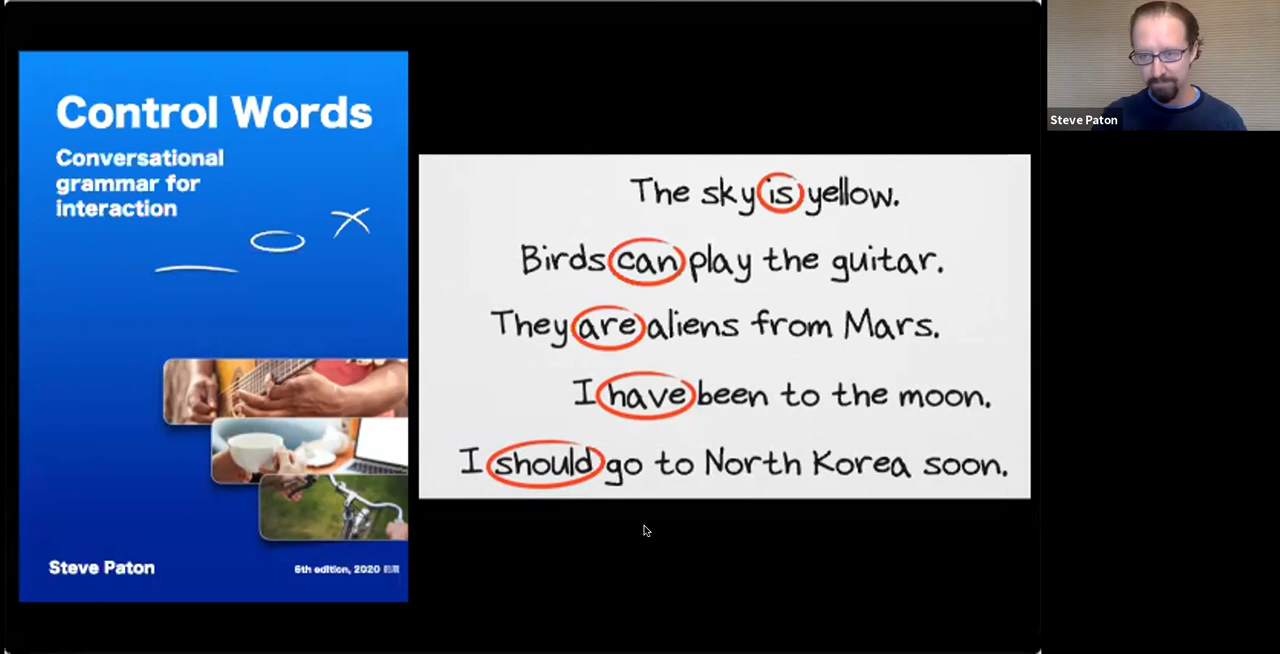 Control Words
Conversational
grammar for
interaction
Steve Paton
6th edition, 2020
The sky is yellow.
Birds can play the guitar.
They are aliens from Mars.
I have been to the moon.
I should go to North Korea soon.
Steve Paton